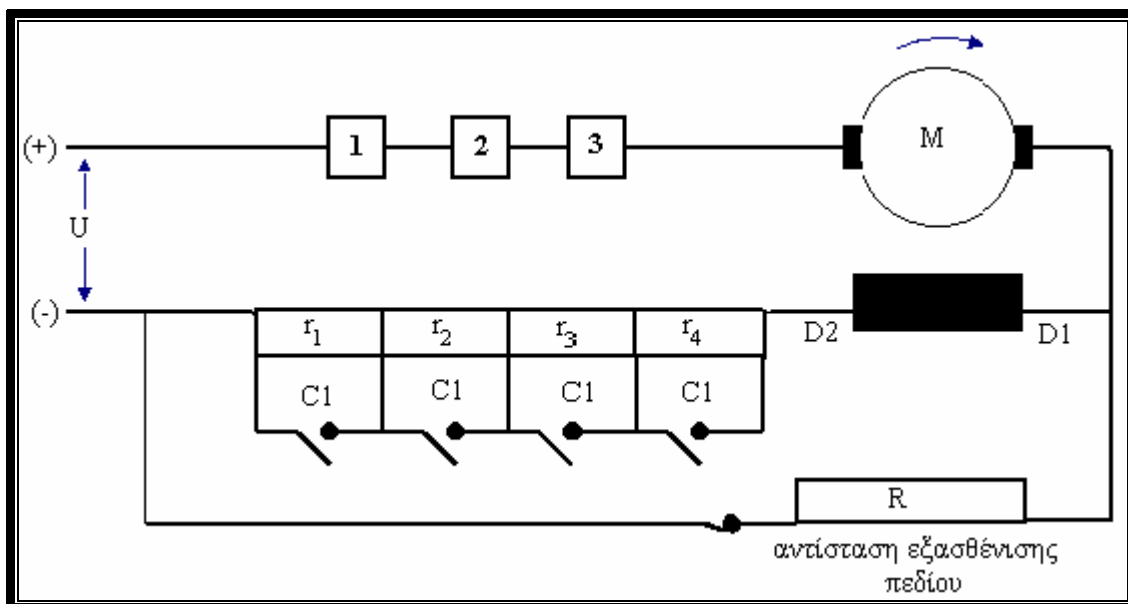 (+) 1 2 3 M
U
(-) r1 r2 r3 r4 D2 D1
C1 C1 C1 C1
R
αντίσταση εξασθένισης
πεδίου